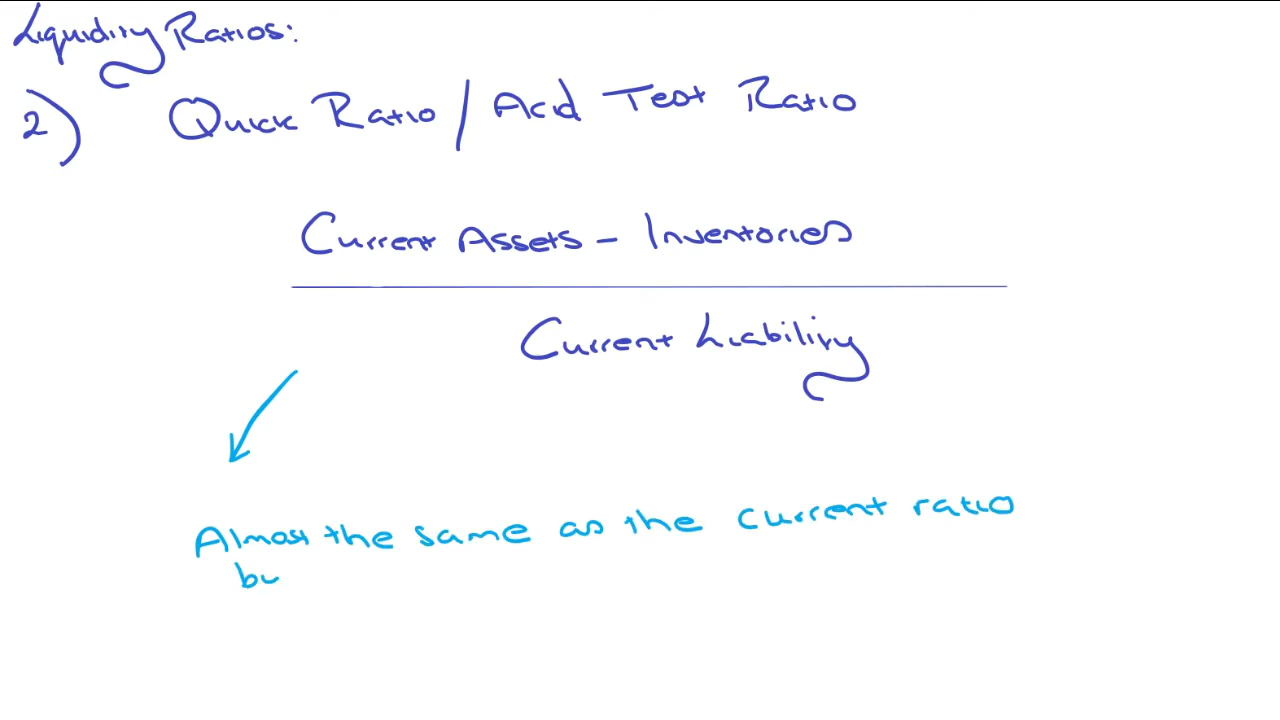 Liquidity Ratios:
2) Quick Ratio / Acid Test Ratio
Current Assets - Inventories
Current Liability
Almost the same as the current ratio
bu